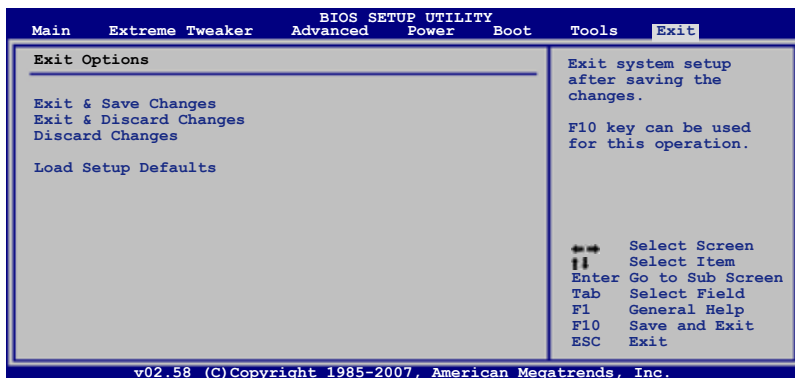 BIOS SETUP UTILITY
Main Extreme Tweaker Advanced Power Boot Tools Exit
Exit Options
Exit & Save Changes
Exit & Discard Changes
Discard Changes
Load Setup Defaults
Exit system setup
after saving the
changes.
F10 key can be used
for this operation.
Select Screen
Select Item
Enter Go to Sub Screen
Tab Select Field
F1 General Help
F10 Save and Exit
ESC Exit
v02.58 (C)Copyright 1985-2007, American Megatrends, Inc.